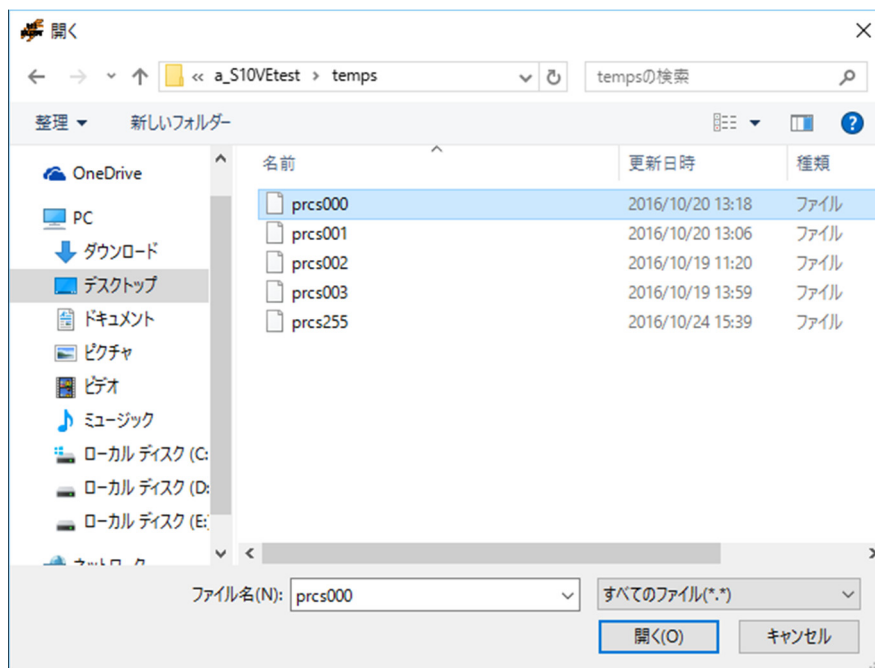 開く
« a_S10VEtest › temps
tempsの検索
整理
新しいフォルダー
OneDrive
PC
ダウンロード
デスクトップ
ドキュメント
ピクチャ
ビデオ
ミュージック
ローカル ディスク (C:
ローカル ディスク (D:
ローカル ディスク (E:
ネットワーク
名前 更新日時 種類
prcs000 2016/10/20 13:18 ファイル
prcs001 2016/10/20 13:06 ファイル
prcs002 2016/10/19 11:20 ファイル
prcs003 2016/10/19 13:59 ファイル
prcs255 2016/10/24 15:39 ファイル
ファイル名(N): prcs000
すべてのファイル(*.*)
開く(O) キャンセル